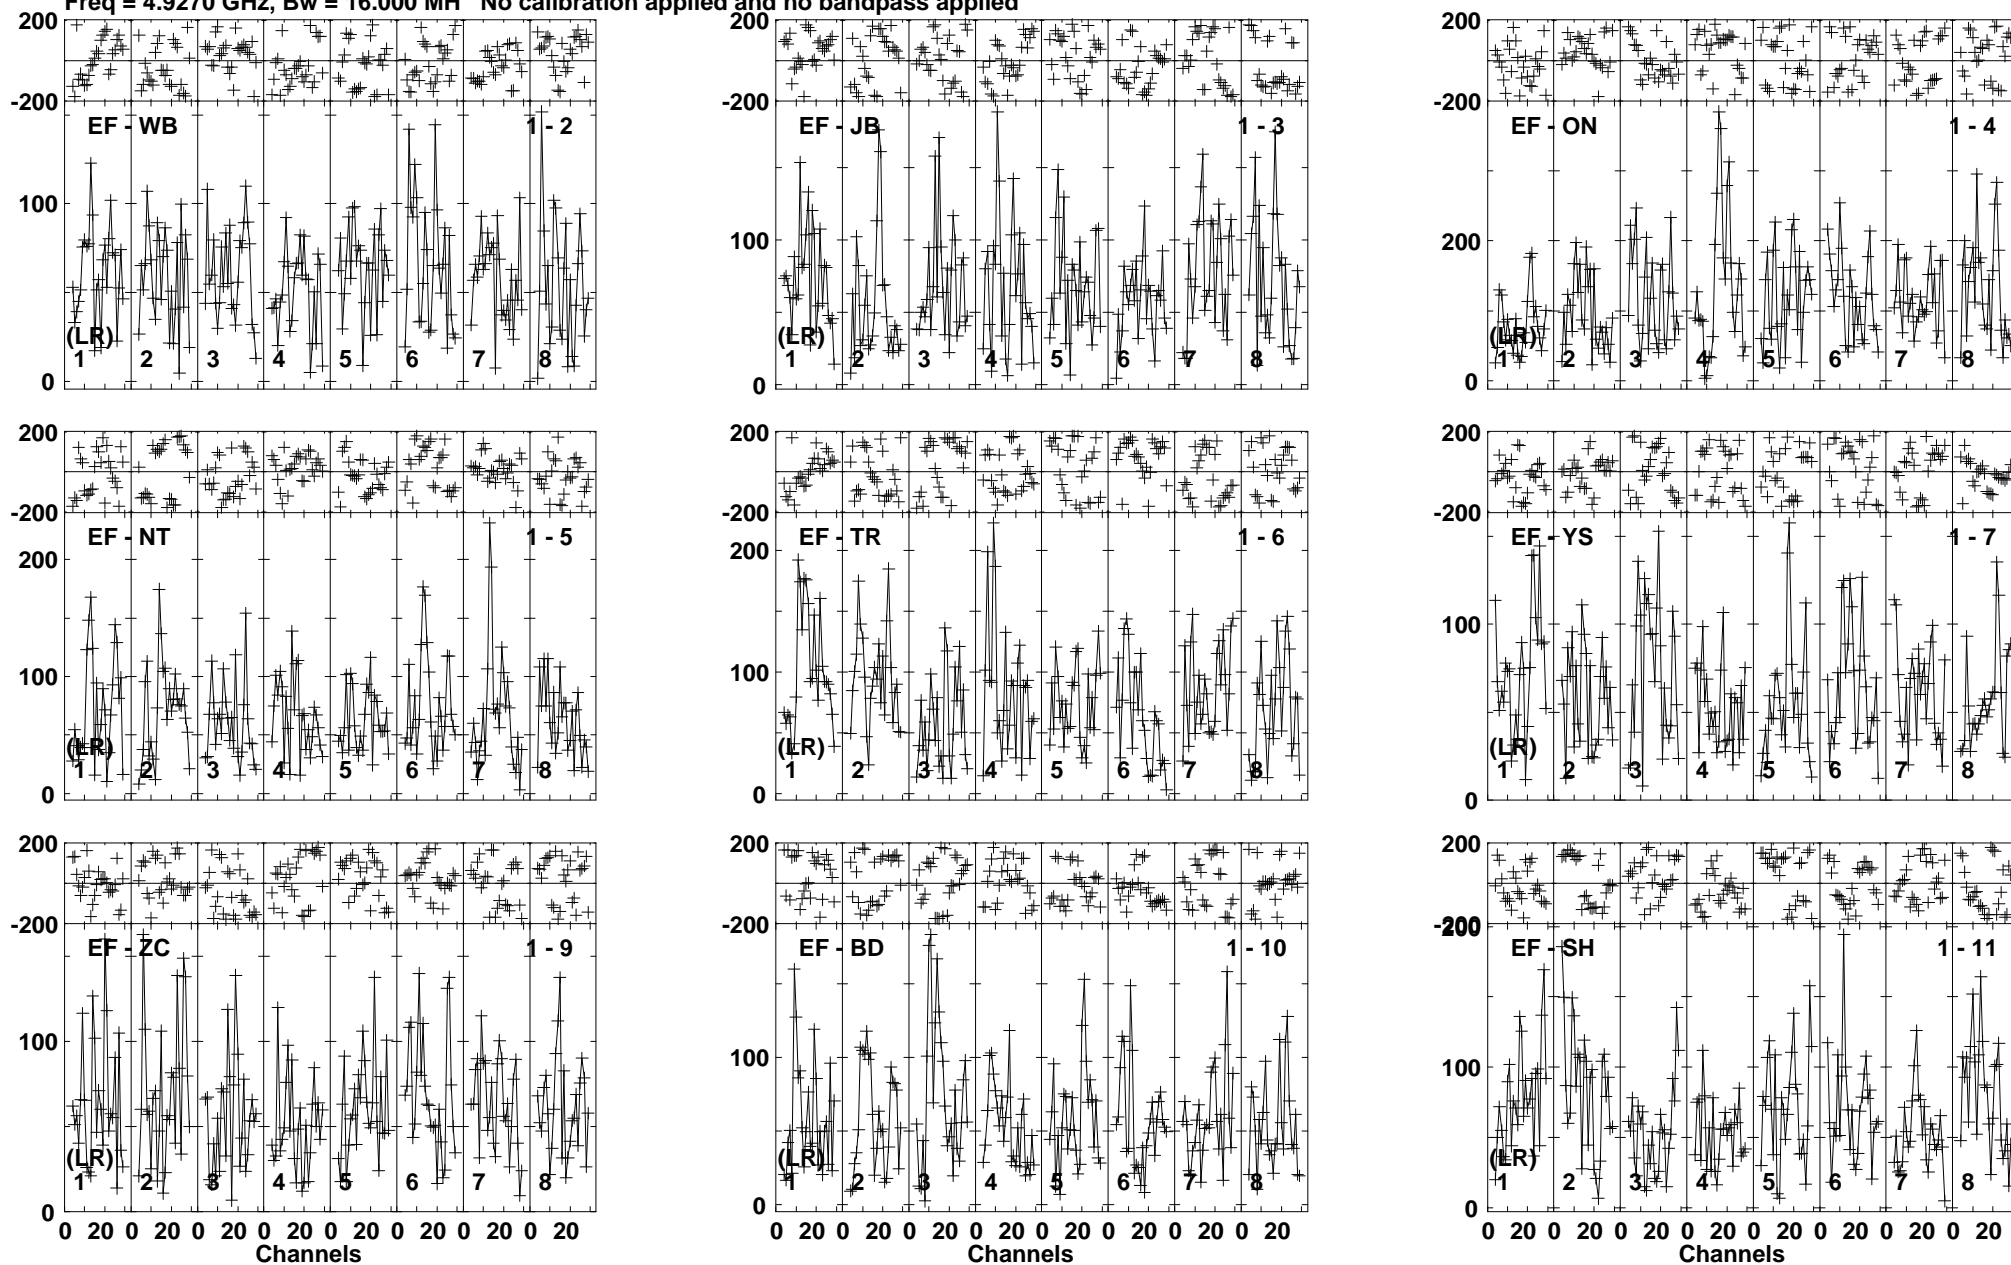 Freq = 4.9270 GHz, Bw = 16.000 MH No calibration applied and no bandpass applied
200 200 200
-200 -200 -200
EF - WB 1 - 2 EF - JB 1 - 3 EF - ON 1 - 4
100 100 200
(LR) (LR)
1 2 3 4 5 6 7 8 1 2 3 4 5 6 7 8 1 2 3 4 5 6 7 8
0 0 0
200 200 200
-200 -200 -200
EF - NT 1 - 5 EF - TR 1 - 6 EF - YS 1 - 7
200 200
100 100 100
(LR) (LR) (LR)
1 2 3 4 5 6 7 8 1 2 3 4 5 6 7 8 1 2 3 4 5 6 7 8
0 0 0
200 200 200
-200 -200 -200
200
EF - ZC 1 - 9 EF - BD 1 - 10 EF - SH 1 - 11
100 100 100
(LR) (LR) (LR)
1 2 3 4 5 6 7 8 1 2 3 4 5 6 7 8 1 2 3 4 5 6 7 8
0 0 0
0 20 0 20 0 20 0 20 0 20 0 20 0 20 0 20 0 20 0 20 0 20 0 20 0 20 0 20 0 20 0 20 0 20 0 20 0 20 0 20 0 20 0 20 0 20 0 20
Channels Channels Channels